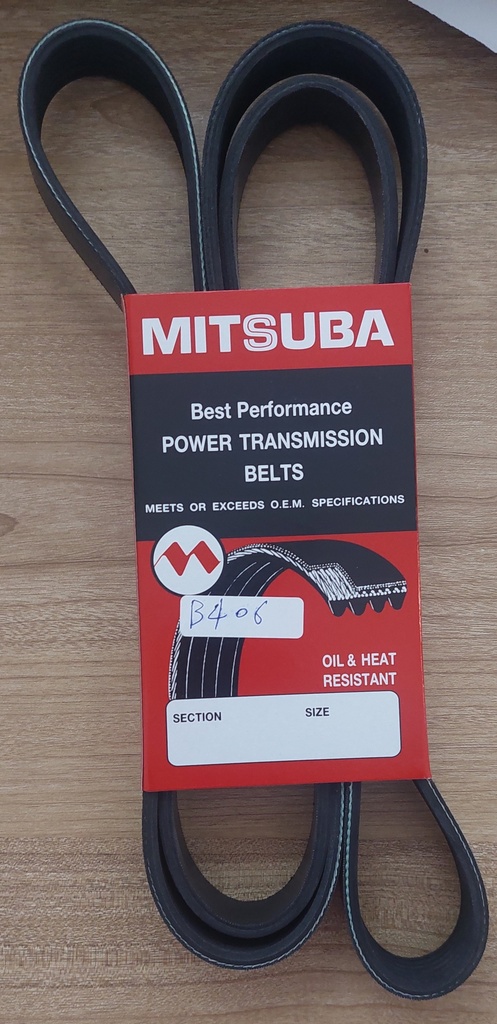 MITSUBA
Best Performance
POWER TRANSMISSION
BELTS
MEETS OR EXCEEDS O.E.M. SPECIFICATIONS
B406
OIL & HEAT
RESISTANT
SECTION SIZE